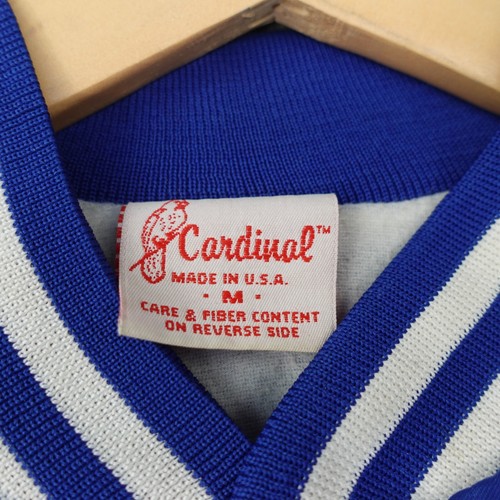 Cardinal™
MADE IN U.S.A.
· M ·
CARE & FIBER CONTENT
ON REVERSE SIDE